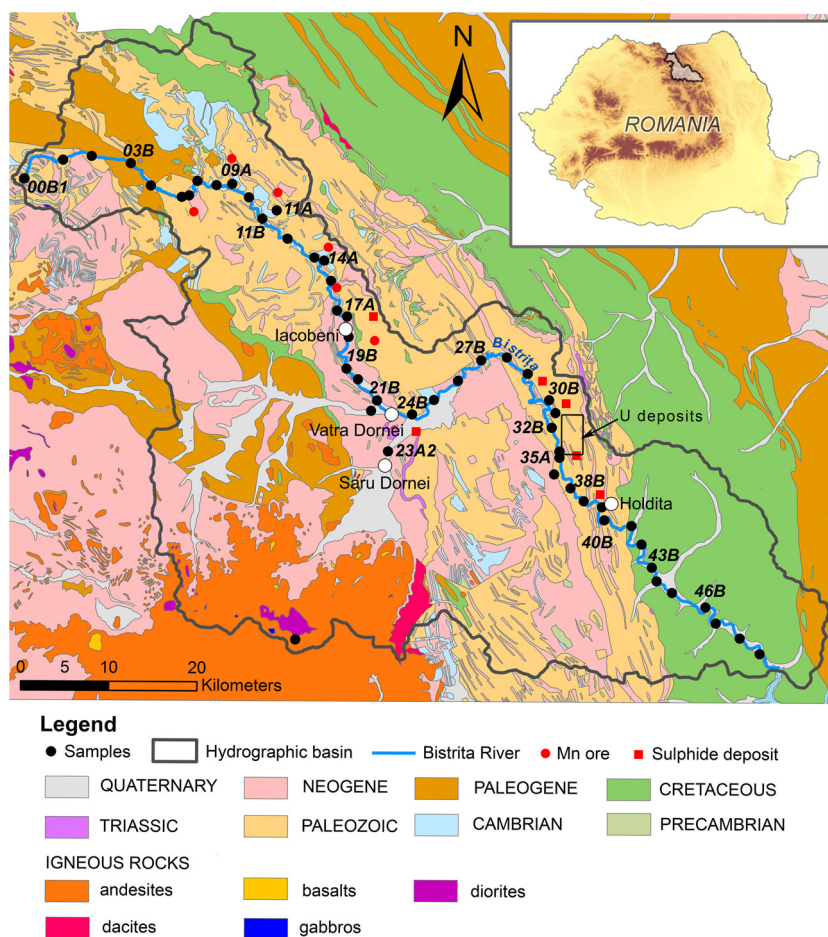 N
ROMANIA
03B
09A
00B1
11A
11B
14A
17A
Iacobeni
19B
27B
Bistrita
21B
24B
30B
U deposits
32B
Vatra Dornei
35A
23A2
38B
Saru Dornei
Holdita
40B
43B
46B
0 5 10 20
Kilometers
Legend
Samples Hydrographic basin Bistrita River Mn ore Sulphide deposit
QUATERNARY NEOGENE PALEOGENE CRETACEOUS
TRIASSIC PALEOZOIC CAMBRIAN PRECAMBRIAN
IGNEOUS ROCKS
andesites basalts diorites
dacites gabbros